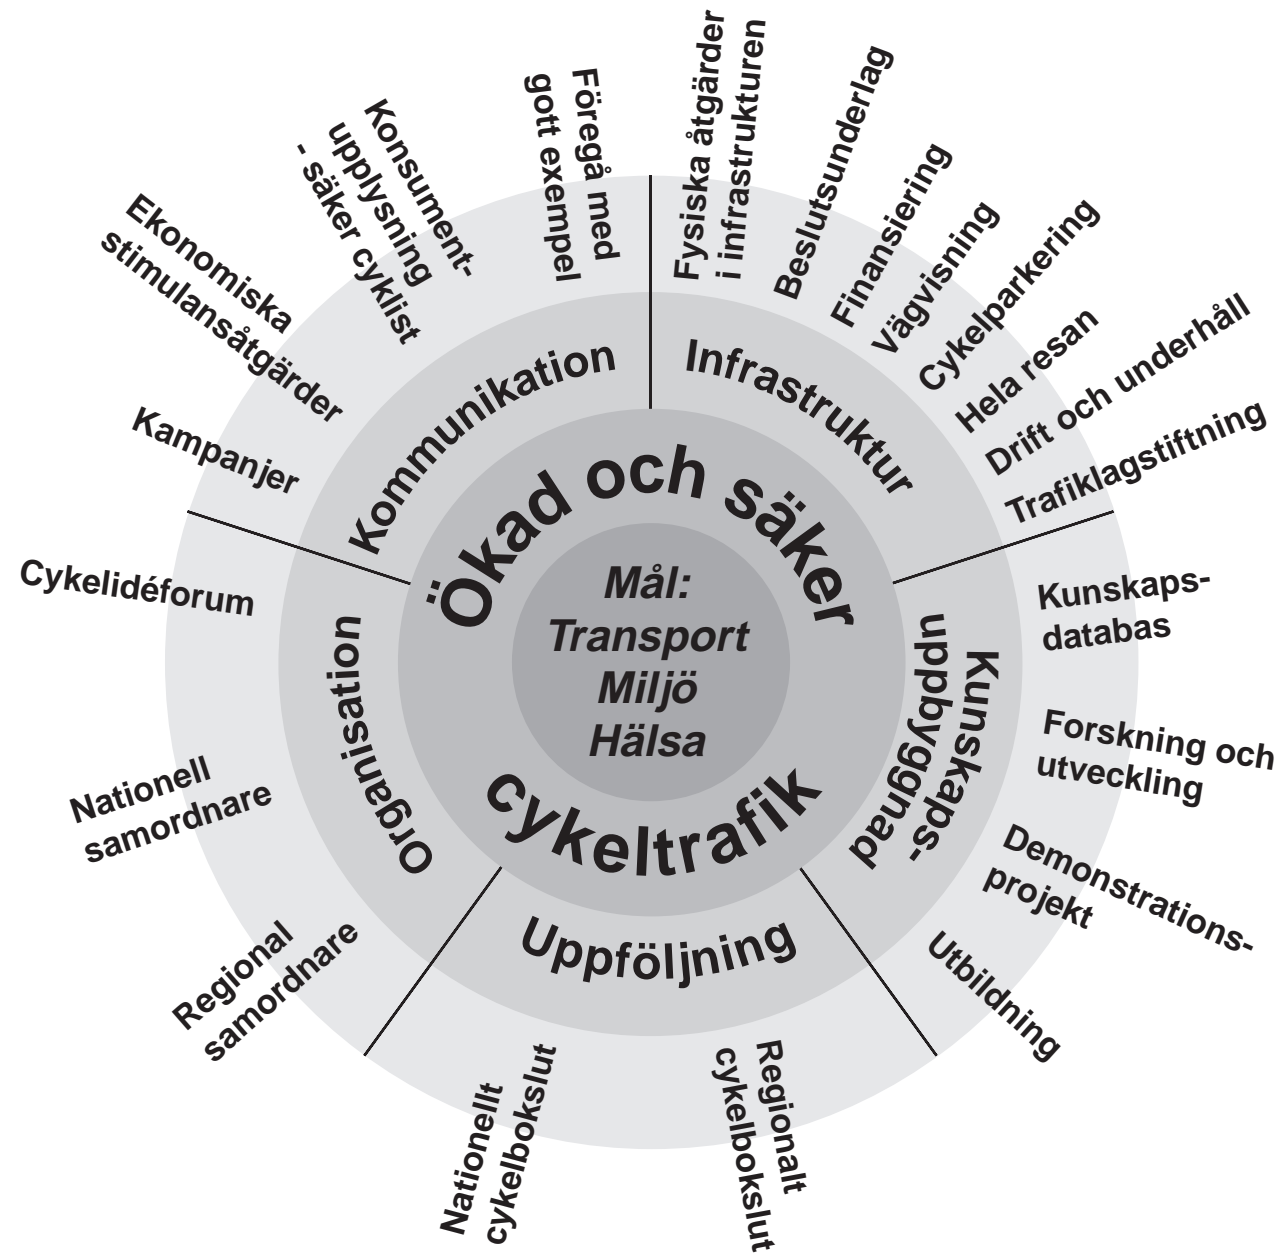 Mål:
Transport
Miljö
Hälsa
Ökad och säker
cykeltrafik
Infrastruktur
Fysiska åtgärder
i infrastrukturen
Beslutsunderlag
Finansiering
Vägvisning
Cykelparkering
Hela resan
Drift och underhåll
Trafiklagstiftning
Kunskaps-
uppbyggnad
Kunskaps-
databas
Forskning och
utveckling
Demonstrations-
projekt
Utbildning
Uppföljning
Regionalt
cykelbokslut
Nationellt
cykelbokslut
Organisation
Regional
samordnare
Nationell
samordnare
Cykelidéforum
Kommunikation
Kampanjer
Ekonomiska
stimulansåtgärder
Konsument-
upplysning
- säker cyklist
Föregå med
gott exempel